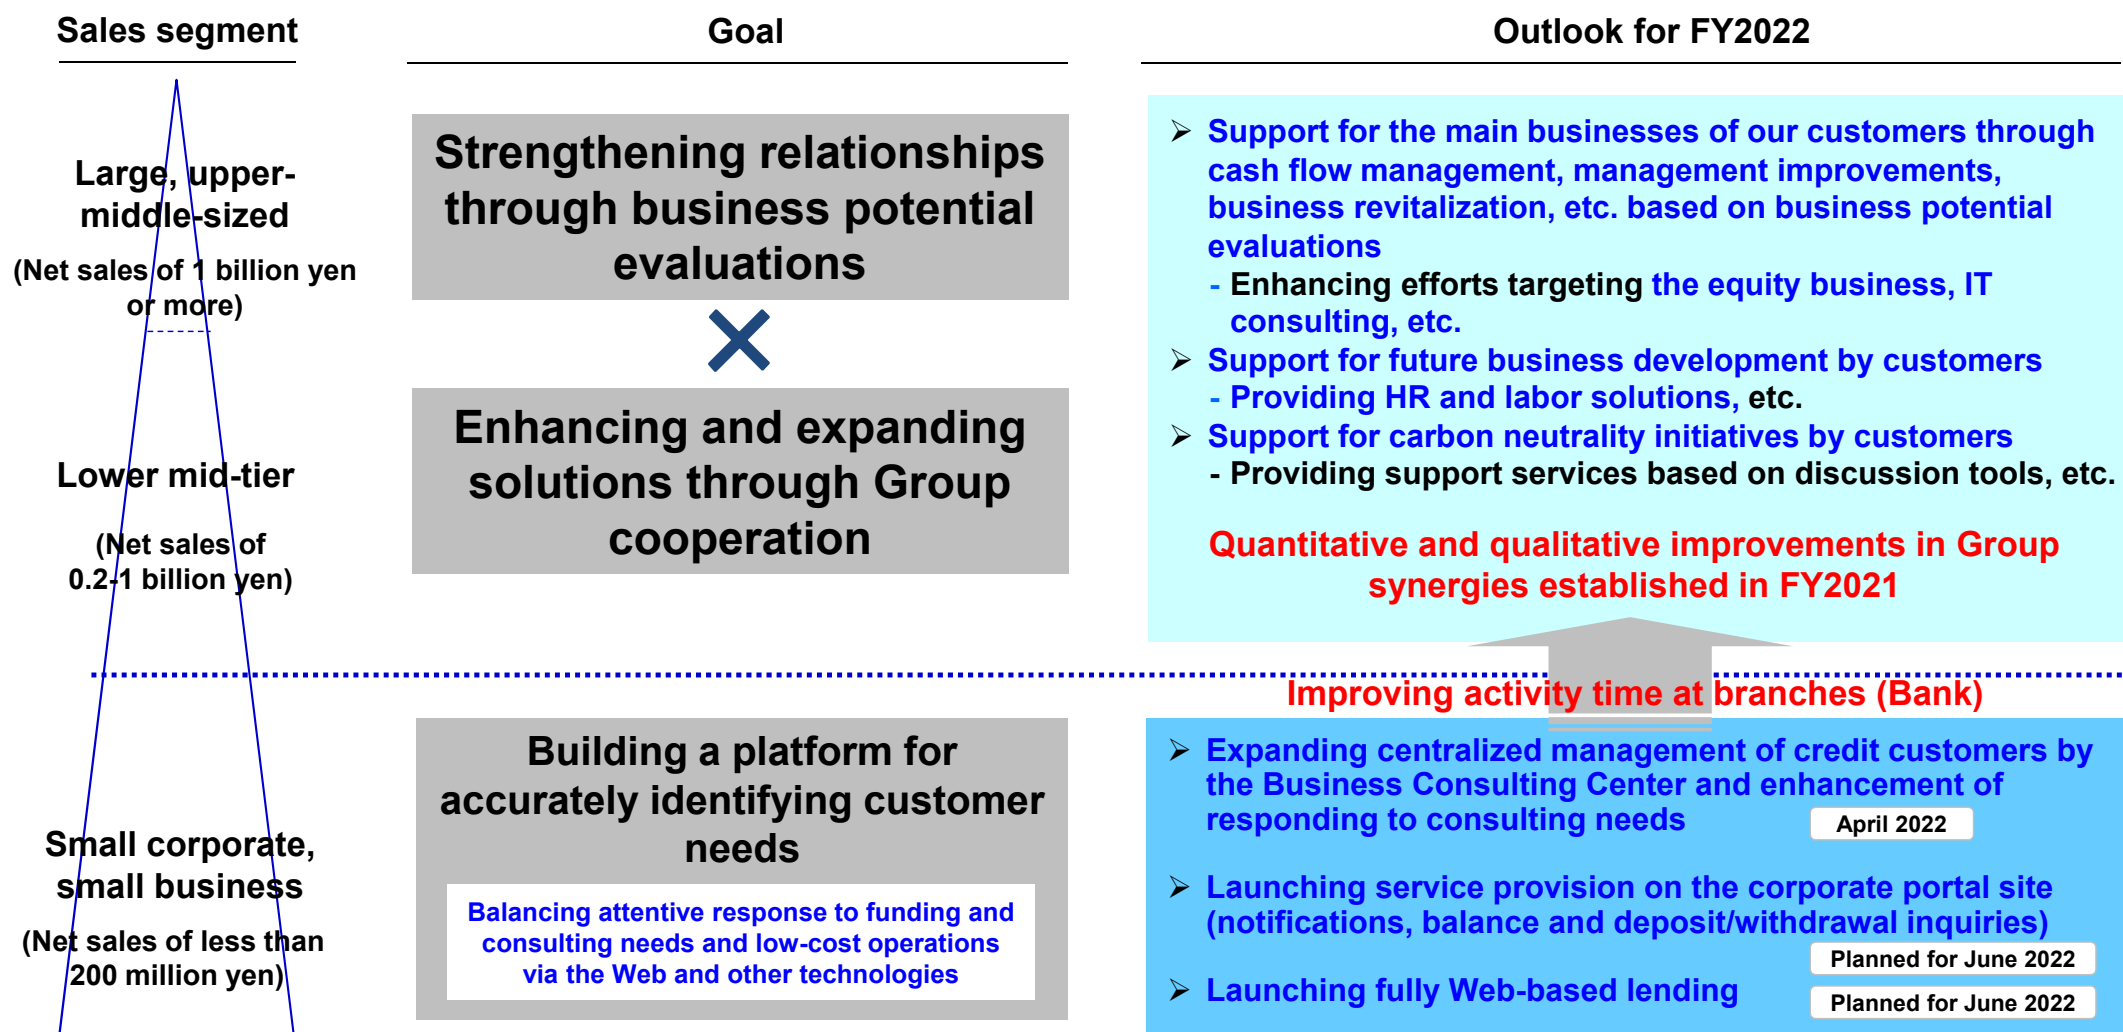 Sales segment
Goal
Outlook for FY2022
Large, upper-
middle-sized
(Net sales of 1 billion yen
or more)
Lower mid-tier
(Net sales of
0.2-1 billion yen)
Small corporate,
small business
(Net sales of less than
200 million yen)
Strengthening relationships
through business potential
evaluations
Enhancing and expanding
solutions through Group
cooperation
Building a platform for
accurately identifying customer
needs
Balancing attentive response to funding and
consulting needs and low-cost operations
via the Web and other technologies
➢ Support for the main businesses of our customers through
cash flow management, management improvements,
business revitalization, etc. based on business potential
evaluations
- Enhancing efforts targeting the equity business, IT
consulting, etc.
➢ Support for future business development by customers
- Providing HR and labor solutions, etc.
➢ Support for carbon neutrality initiatives by customers
- Providing support services based on discussion tools, etc.
Quantitative and qualitative improvements in Group
synergies established in FY2021
Improving activity time at branches (Bank)
➢ Expanding centralized management of credit customers by
the Business Consulting Center and enhancement of
responding to consulting needs
April 2022
➢ Launching service provision on the corporate portal site
(notifications, balance and deposit/withdrawal inquiries)
Planned for June 2022
➢ Launching fully Web-based lending
Planned for June 2022